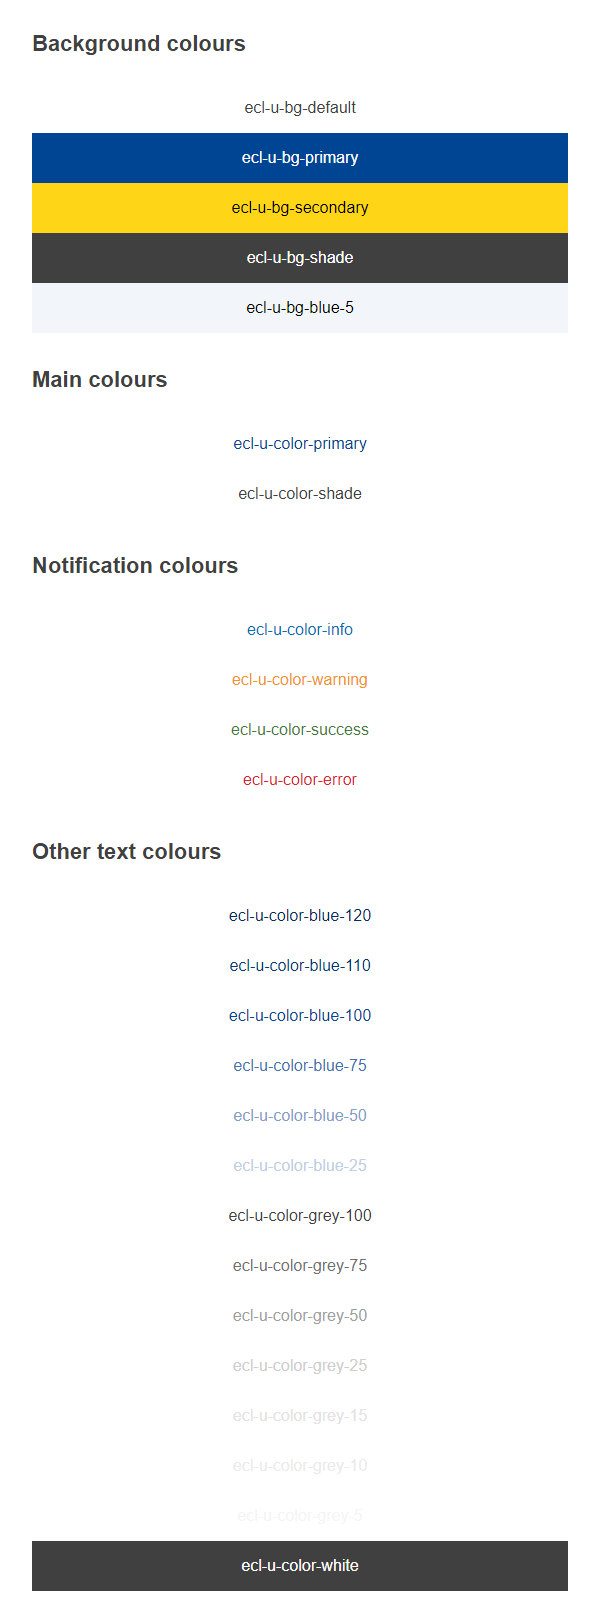 Background colours
ecl-u-bg-default
ecl-u-bg-primary
ecl-u-bg-secondary
ecl-u-bg-shade
ecl-u-bg-blue-5
Main colours
ecl-u-color-primary
ecl-u-color-shade
Notification colours
ecl-u-color-info
ecl-u-color-warning
ecl-u-color-success
ecl-u-color-error
Other text colours
ecl-u-color-blue-120
ecl-u-color-blue-110
ecl-u-color-blue-100
ecl-u-color-blue-75
ecl-u-color-blue-50
ecl-u-color-blue-25
ecl-u-color-grey-100
ecl-u-color-grey-75
ecl-u-color-grey-50
ecl-u-color-grey-25
ecl-u-color-grey-15
ecl-u-color-grey-10
ecl-u-color-grey-5
ecl-u-color-white